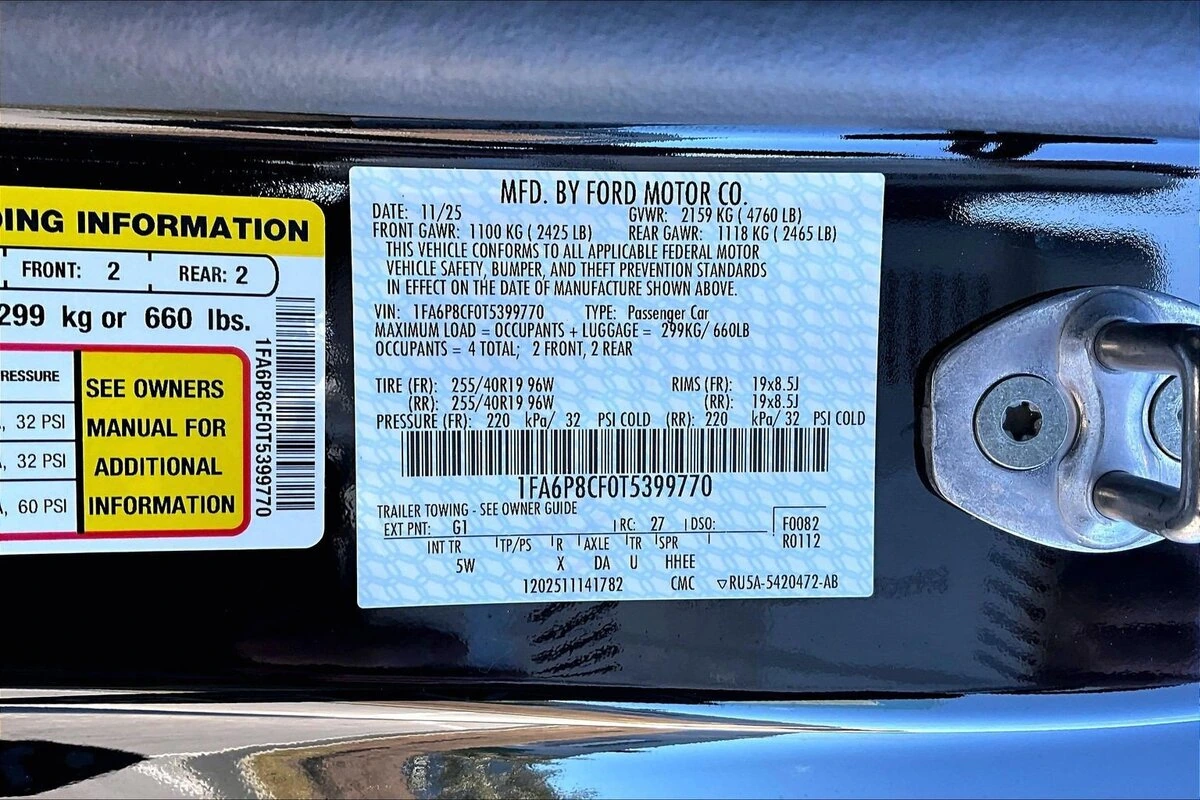 DING INFORMATION
FRONT: 2 REAR: 2
299 kg or 660 lbs.
RESSURE
, 32 PSI
, 32 PSI
, 60 PSI
SEE OWNERS
MANUAL FOR
ADDITIONAL
INFORMATION
1FA6P8CF0T5399770
MFD. BY FORD MOTOR CO.
DATE: 11/25 GVWR: 2159 KG ( 4760 LB)
FRONT GAWR: 1100 KG ( 2425 LB) REAR GAWR: 1118 KG ( 2465 LB)
THIS VEHICLE CONFORMS TO ALL APPLICABLE FEDERAL MOTOR
VEHICLE SAFETY, BUMPER, AND THEFT PREVENTION STANDARDS
IN EFFECT ON THE DATE OF MANUFACTURE SHOWN ABOVE.
VIN: 1FA6P8CF0T5399770 TYPE: Passenger Car
MAXIMUM LOAD = OCCUPANTS + LUGGAGE = 299KG/ 660LB
OCCUPANTS = 4 TOTAL; 2 FRONT, 2 REAR
TIRE (FR): 255/40R19 96W RIMS (FR): 19x8.5J
(RR): 255/40R19 96W (RR): 19x8.5J
PRESSURE (FR): 220 kPa/ 32 PSI COLD (RR): 220 kPa/ 32 PSI COLD
1FA6P8CF0T5399770
TRAILER TOWING - SEE OWNER GUIDE
EXT PNT: G1 RC: 27 DSO: F0082
INT TR TP/PS R AXLE TR SPR R0112
5W X DA U HHEE
1202511141782 CMC ▽RU5A-5420472-AB